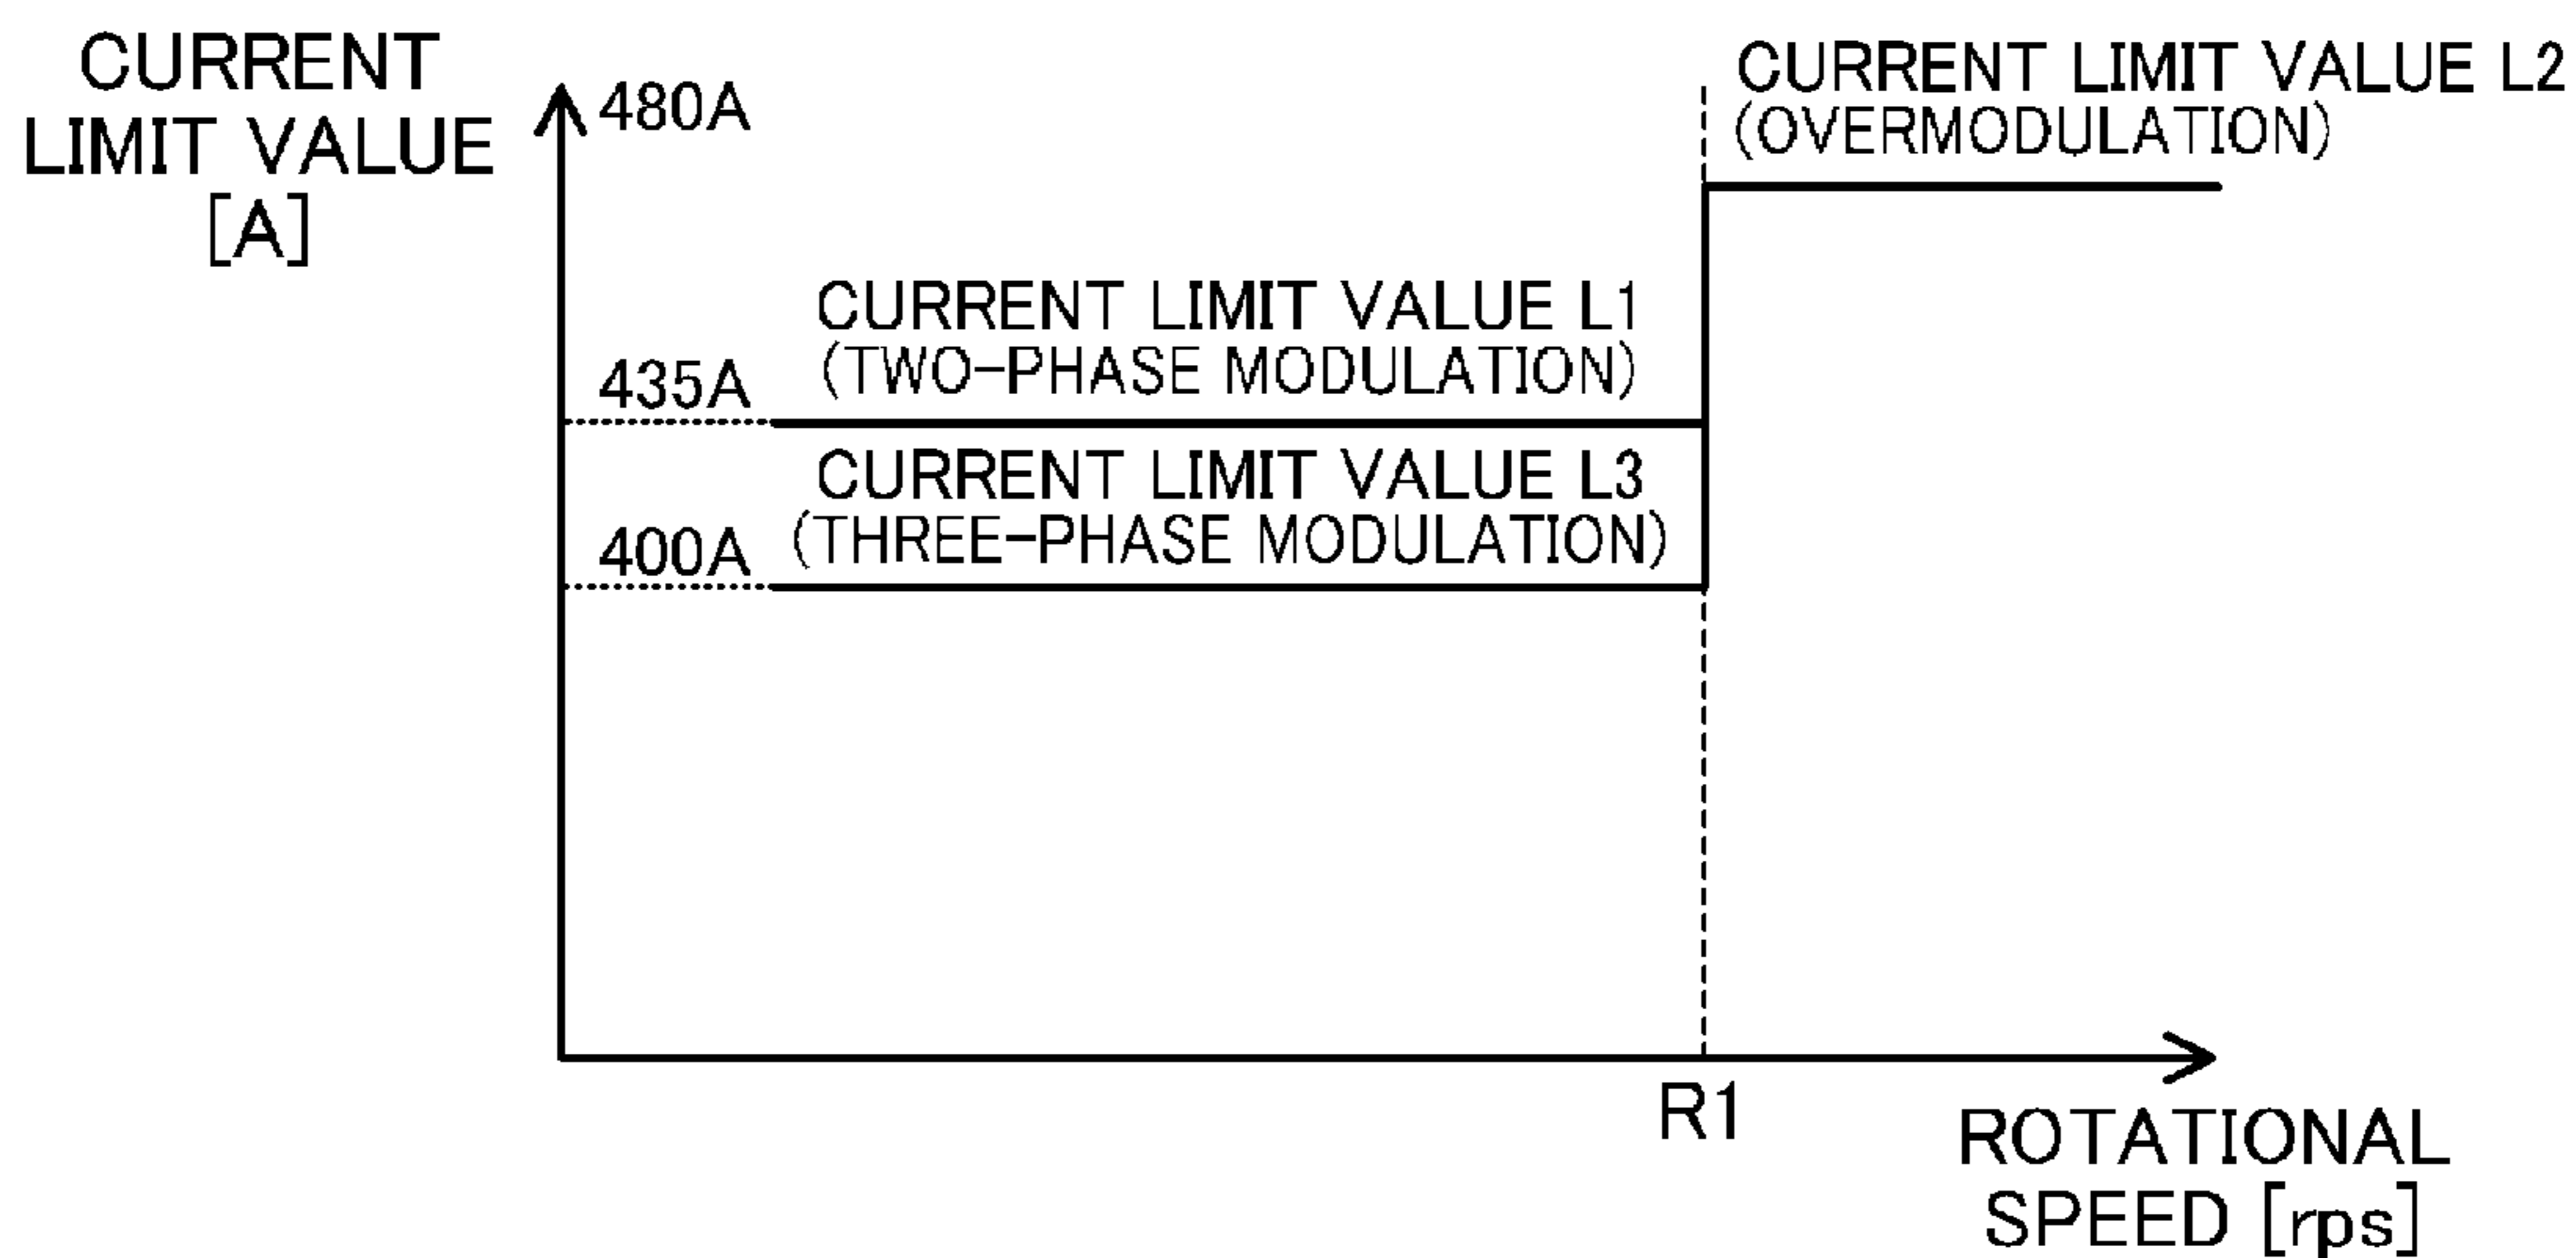 CURRENT
LIMIT VALUE
[A]
480A
CURRENT LIMIT VALUE L2
(OVERMODULATION)
CURRENT LIMIT VALUE L1
(TWO-PHASE MODULATION)
435A
CURRENT LIMIT VALUE L3
(THREE-PHASE MODULATION)
400A
R1
ROTATIONAL
SPEED [rps]